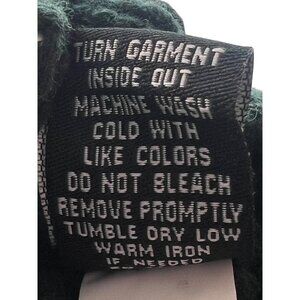 TURN GARMENT
INSIDE OUT
MACHINE WASH
COLD WITH
LIKE COLORS
DO NOT BLEACH
REMOVE PROMPTLY
TUMBLE DRY LOW
WARM IRON
IF NEEDED